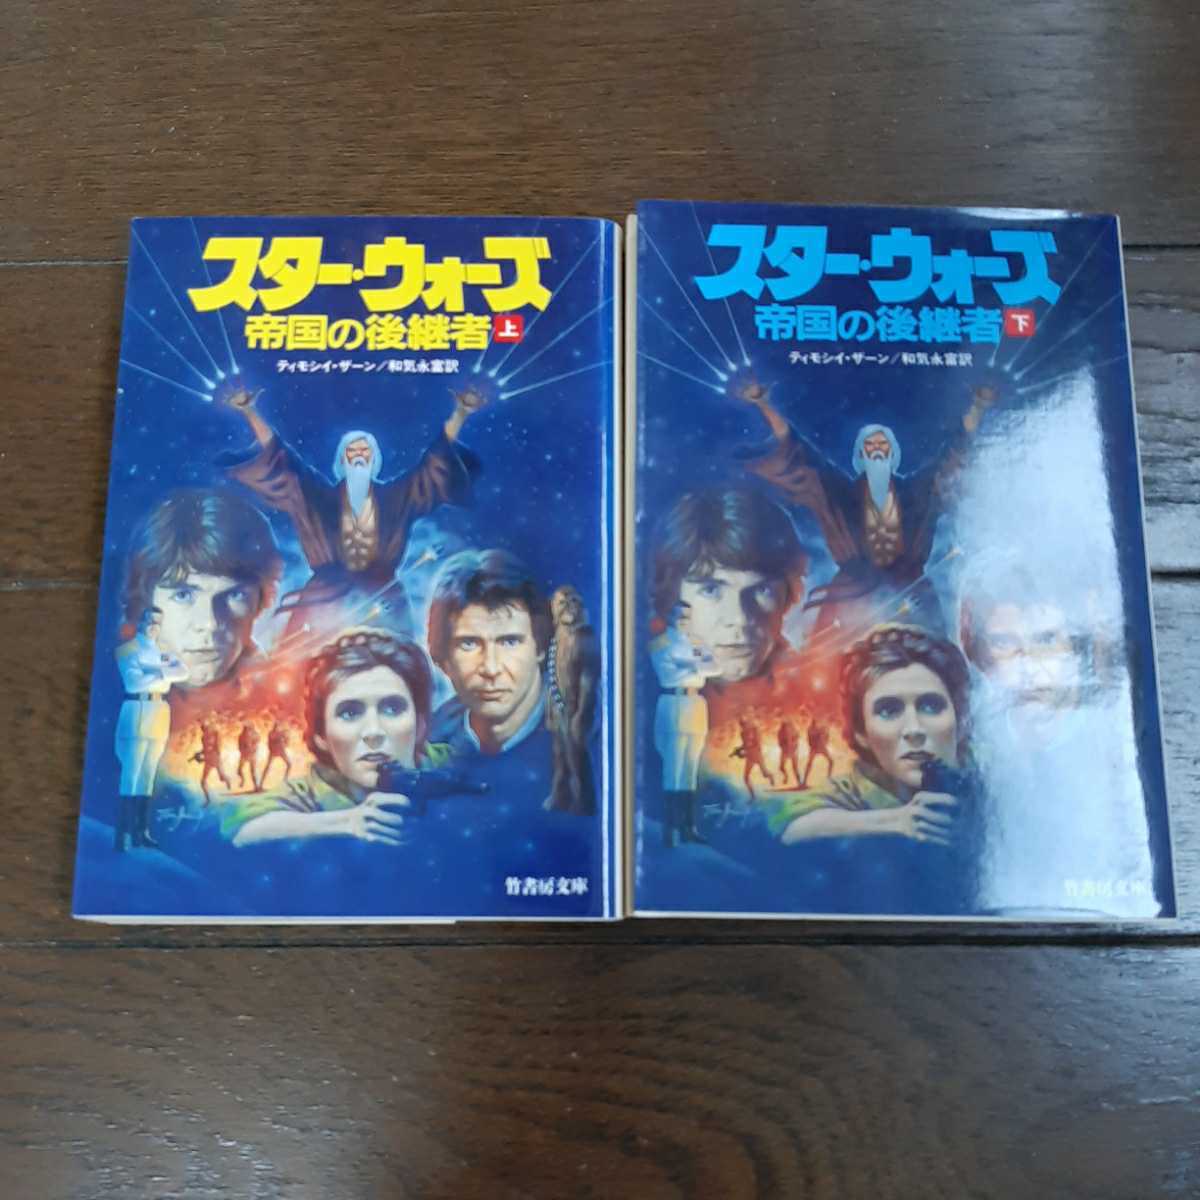 スター・ウォーズ
帝国の後継者 上
ティモシイ・ザーン/和気永富訳
竹書房文庫
スター・ウォーズ
帝国の後継者 下
ティモシイ・ザーン/和気永富訳
竹書房文庫